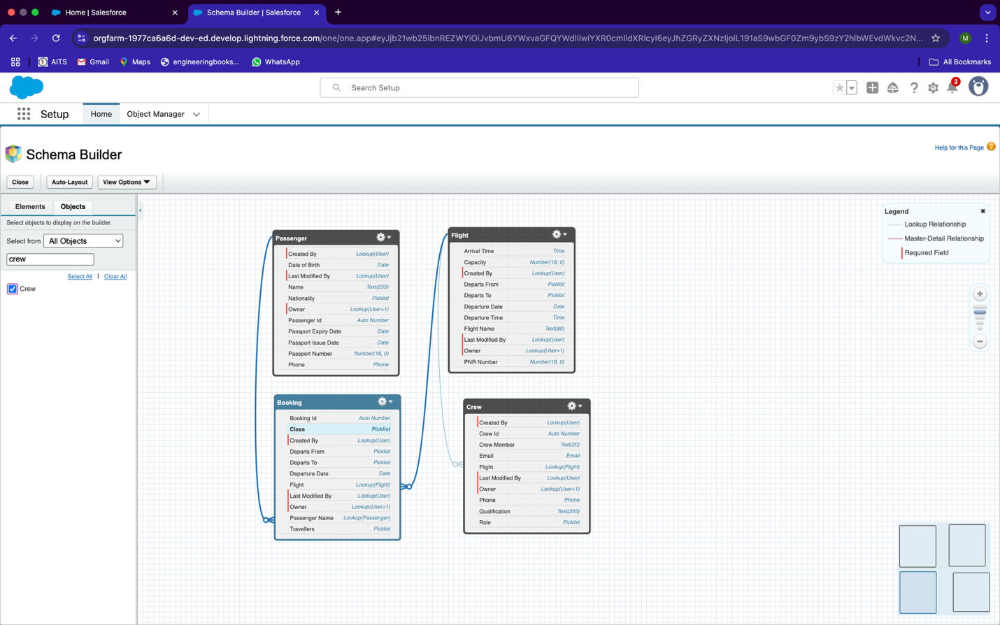 Home | Salesforce
Schema Builder | Salesforce
orgfarm-1977ca6a6d-dev-ed.develop.lightning.force.com/one/one.app#eyJjb21wb25lbnREZWYiOiJvbmU6YWxvaGFQYWdlIiwiYXR0cmlidXRlcyI6eyJhZGRyZXNzIjoiL191aS9wbGF0Zm9ybS9zY2hlbWEvdWkvc2N...
M
AITS
Gmail
Maps
engineeringbooks...
WhatsApp
All Bookmarks
Search Setup
2
Setup
Home
Object Manager
Schema Builder
Help for this Page
Close
Auto-Layout
View Options
Elements
Objects
Select objects to display on the builder.
Select from All Objects
crew
Select All | Clear All
Crew
Passenger
Created By Lookup(User)
Date of Birth Date
Last Modified By Lookup(User)
Name Text(255)
Nationality Picklist
Owner Lookup(User+1)
Passenger Id Auto Number
Passport Expiry Date Date
Passport Issue Date Date
Passport Number Number(18, 0)
Phone Phone
Flight
Arrival Time Time
Capacity Number(18, 0)
Created By Lookup(User)
Departs From Picklist
Departs To Picklist
Departure Date Date
Departure Time Time
Flight Name Text(80)
Last Modified By Lookup(User)
Owner Lookup(User+1)
PNR Number Number(18, 0)
Booking
Booking Id Auto Number
Class Picklist
Created By Lookup(User)
Departs From Picklist
Departs To Picklist
Departure Date Date
Flight Lookup(Flight)
Last Modified By Lookup(User)
Owner Lookup(User+1)
Passenger Name Lookup(Passenger)
Travellers Picklist
Crew
Created By Lookup(User)
Crew Id Auto Number
Crew Member Text(20)
Email Email
Flight Lookup(Flight)
Last Modified By Lookup(User)
Owner Lookup(User+1)
Phone Phone
Qualification Text(255)
Role Picklist
Legend
Lookup Relationship
Master-Detail Relationship
Required Field